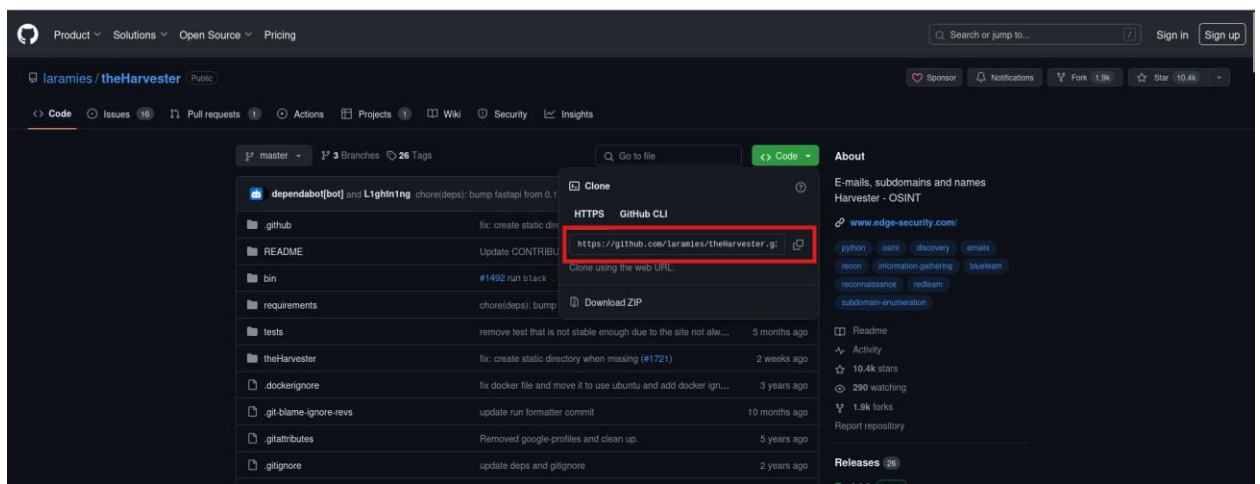 Product Solutions Open Source Pricing
Search or jump to... / Sign in Sign up
laramies / theHarvester Public
Sponsor Notifications Fork 1.9k Star 10.4k
Code Issues 16 Pull requests 1 Actions Projects 1 Wiki Security Insights
master 3 Branches 26 Tags Go to file Code
dependabot[bot] and L1ghtn1ng chore(deps): bump fastapi from 0.1
.github fix: create static dire
README Update CONTRIBU
bin #1492 run black .
requirements chore(deps): bump
tests remove test that is not stable enough due to the site not alw... 5 months ago
theHarvester fix: create static directory when missing (#1721) 2 weeks ago
.dockerignore fix docker file and move it to use ubuntu and add docker ign... 3 years ago
.git-blame-ignore-revs update run formatter commit 10 months ago
.gitattributes Removed google-profiles and clean up. 5 years ago
.gitignore update deps and gitignore 2 years ago
Clone
HTTPS GitHub CLI
https://github.com/laramies/theHarvester.g
Clone using the web URL.
Download ZIP
About
E-mails, subdomains and names
Harvester - OSINT
www.edge-security.com/
python osint discovery emails
recon information-gathering blueteam
reconnaissance redteam
subdomain-enumeration
Readme
Activity
10.4k stars
290 watching
1.9k forks
Report repository
Releases 26